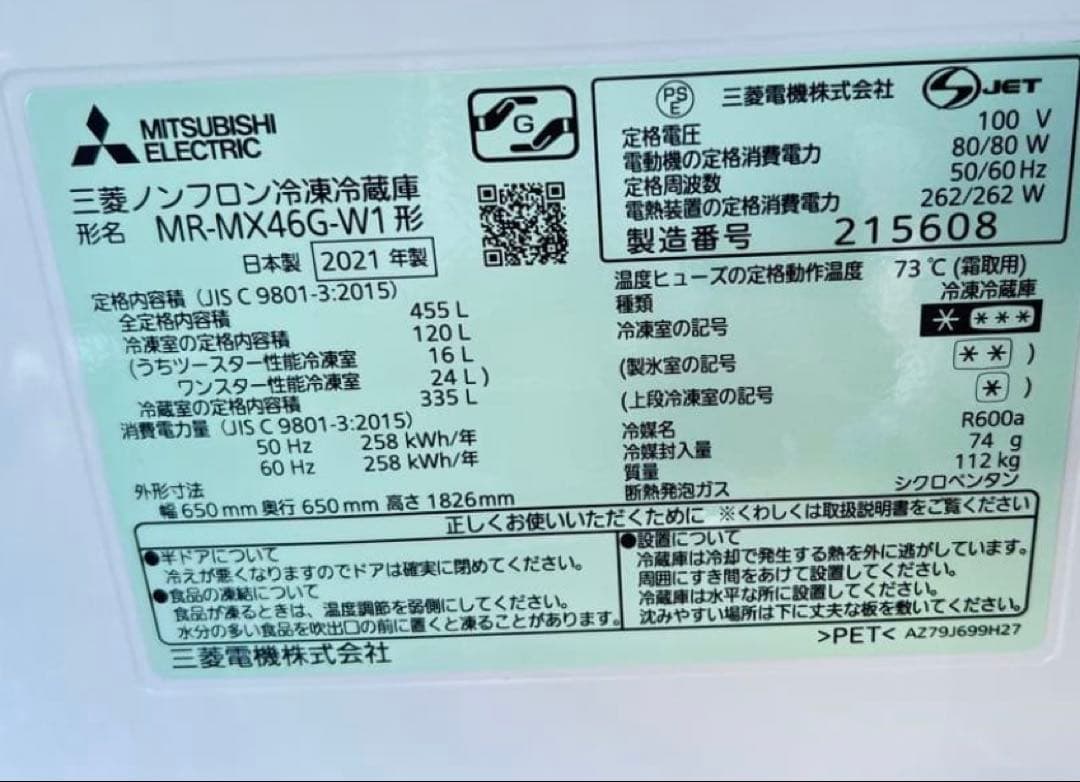 MITSUBISHI
ELECTRIC
三菱ノンフロン冷凍冷蔵庫
形名 MR-MX46G-W1形
日本製 2021 年製
定格内容積 (JIS C 9801-3:2015)
全定格内容積 455 L
冷凍室の定格内容積 120 L
(うちツースター性能冷凍室 16 L
ワンスター性能冷凍室 24 L)
冷蔵室の定格内容積 335 L
消費電力量 (JIS C 9801-3:2015)
50 Hz 258 kWh/年
60 Hz 258 kWh/年
外形寸法
幅 650 mm 奥行 650 mm 高さ 1826mm
G
PS
E
三菱電機株式会社
S JET
定格電圧 100 V
電動機の定格消費電力 80/80 W
定格周波数 50/60 Hz
電熱装置の定格消費電力 262/262 W
製造番号 215608
温度ヒューズの定格動作温度 73 ℃ (霜取用)
種類 冷凍冷蔵庫
冷凍室の記号 * ***
(製氷室の記号 ** )
(上段冷凍室の記号 * )
冷媒名 R600a
冷媒封入量 74 g
質量 112 kg
断熱発泡ガス シクロペンタン
正しくお使いいただくために ※くわしくは取扱説明書をご覧ください
●半ドアについて
冷えが悪くなりますのでドアは確実に閉めてください。
●食品の凍結について
食品が凍るときは、温度調節を弱側にしてください。
水分の多い食品を吹出口の前に置くと凍ることがあります。
●設置について
冷蔵庫は冷却で発生する熱を外に逃がしています。
周囲にすき間をあけて設置してください。
冷蔵庫は水平な所に設置してください。
沈みやすい場所は下に丈夫な板を敷いてください。
三菱電機株式会社
>PET< AZ79J699H27